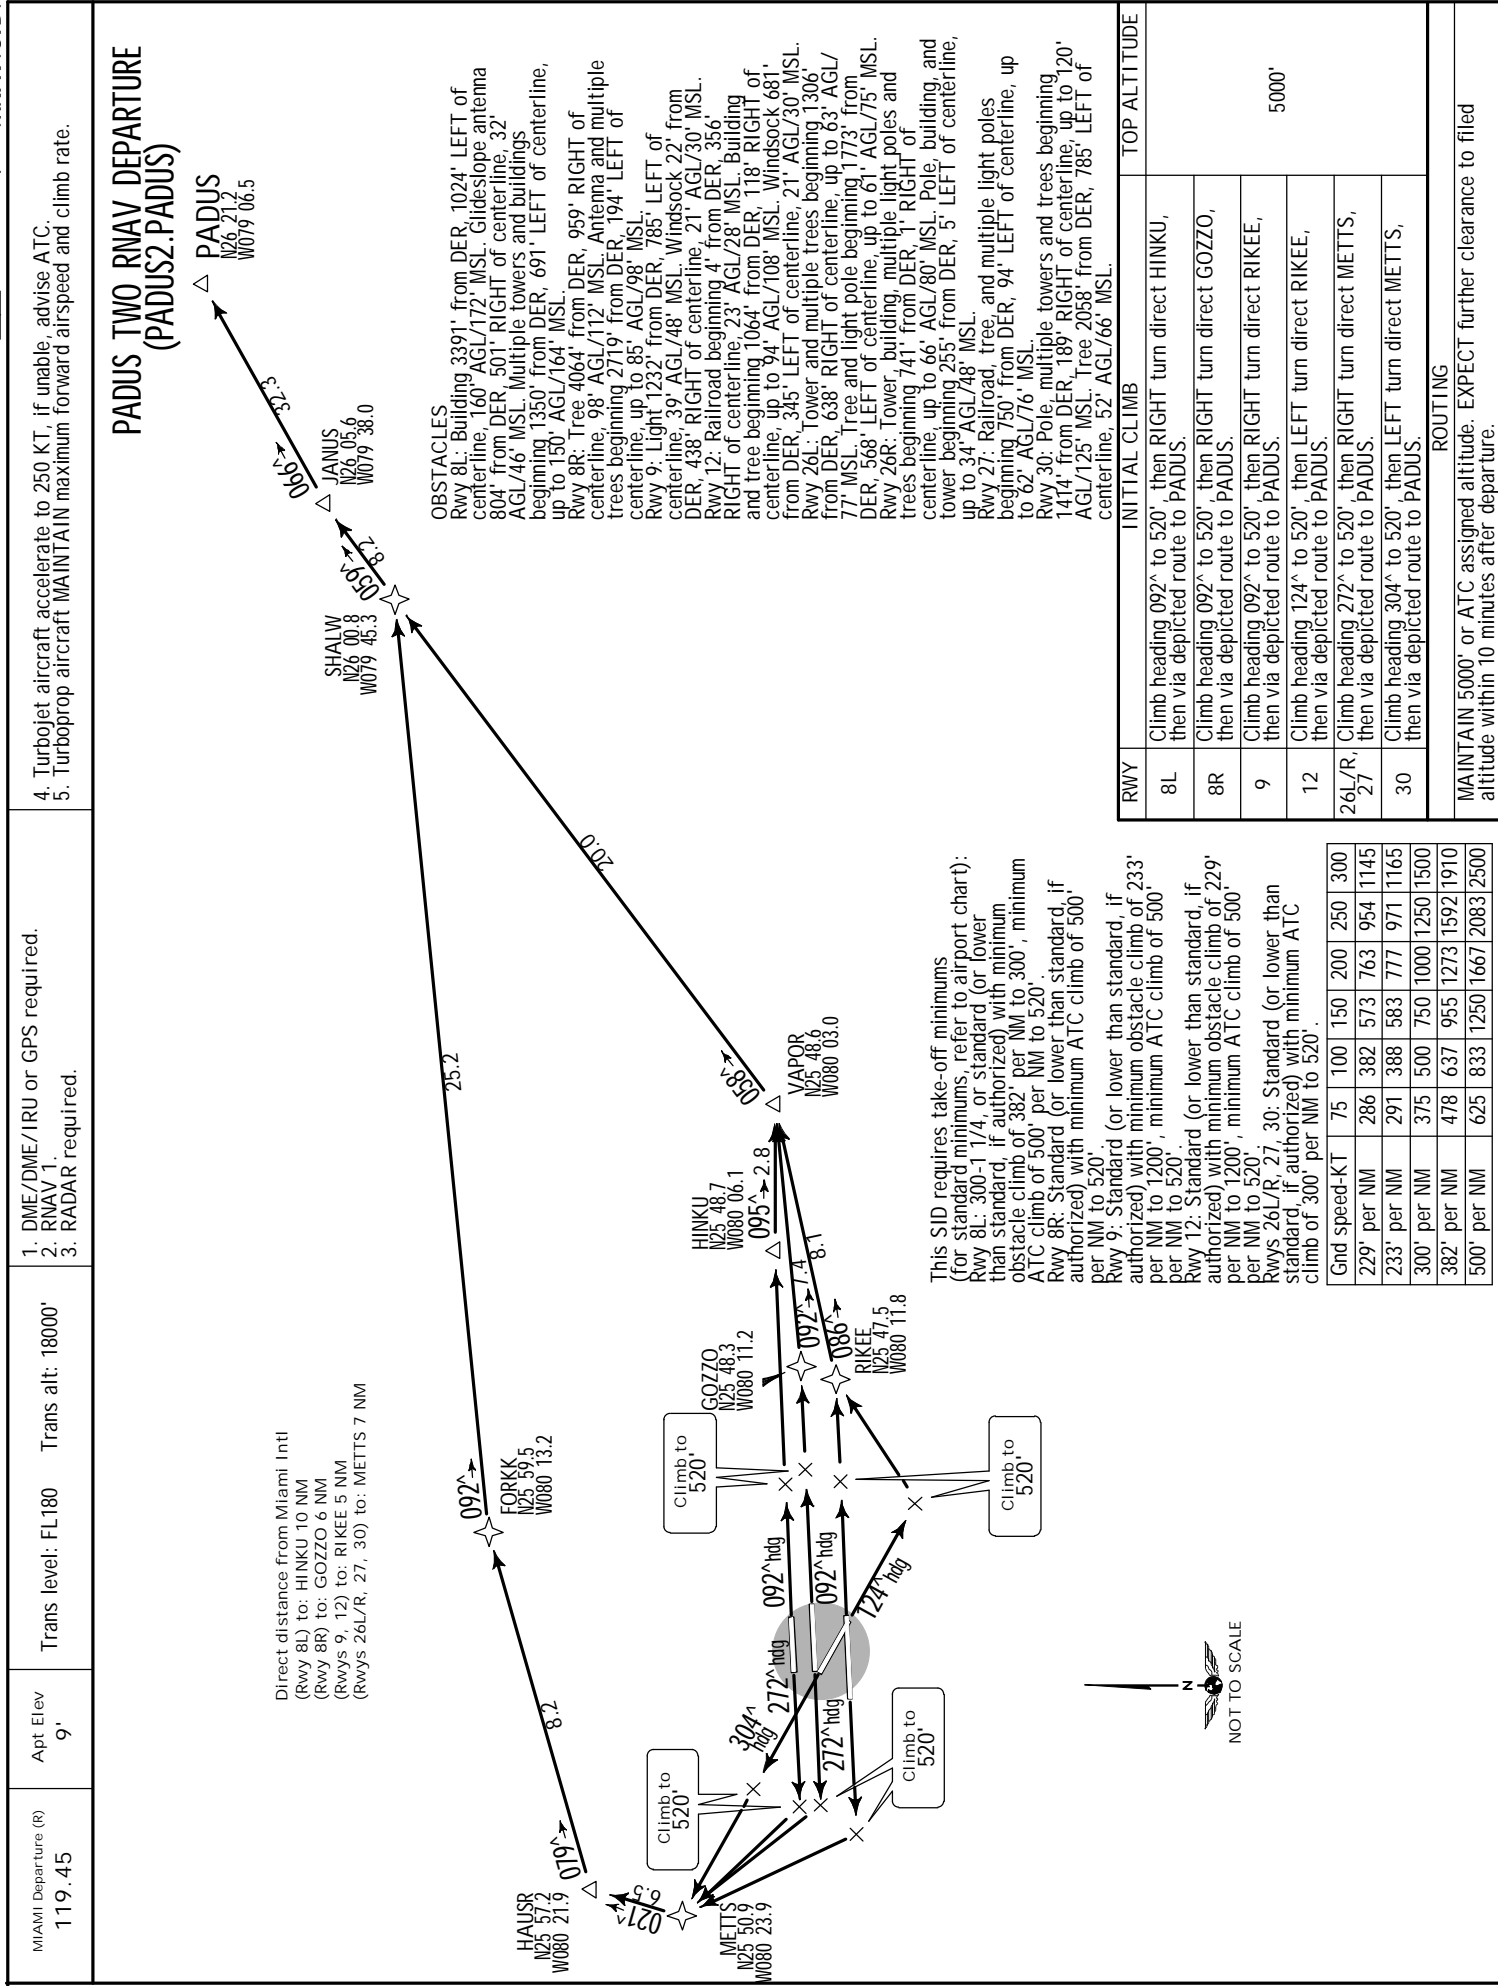 MIAMI Departure (R)
119.45
Apt Elev
9'
Trans level: FL180 Trans alt: 18000'
1. DME/DME/IRU or GPS required.
2. RNAV 1.
3. RADAR required.
4. Turbojet aircraft accelerate to 250 KT, if unable, advise ATC.
5. Turboprop aircraft MAINTAIN maximum forward airspeed and climb rate.
PADUS TWO RNAV DEPARTURE
(PADUS2.PADUS)
Direct distance from Miami Intl
(Rwy 8L) to: HINKU 10 NM
(Rwy 8R) to: GOZZO 6 NM
(Rwys 9, 12) to: RIKEE 5 NM
(Rwys 26L/R, 27, 30) to: METTS 7 NM
PADUS
N26 21.2
W079 06.5
32.3
066^
JANUS
N26 05.6
W079 38.0
8.2
059^
SHALW
N26 00.8
W079 45.3
25.2
20.0
092^
FORKK
N25 59.5
W080 13.2
8.2
079^
HAUSR
N25 57.2
W080 21.9
6.5
021^
METTS
N25 50.9
W080 23.9
058^
VAPOR
N25 48.6
W080 03.0
HINKU
N25 48.7
W080 06.1
095^ 2.8
GOZZO
N25 48.3
W080 11.2
092^ 7.4
8.1
086^
RIKEE
N25 47.5
W080 11.8
Climb to
520'
Climb to
520'
Climb to
520'
Climb to
520'
092^hdg
092^hdg
124^hdg
272^hdg
272^hdg
304^
hdg
N
NOT TO SCALE
OBSTACLES
Rwy 8L: Building 3391' from DER, 1024' LEFT of
centerline, 160' AGL/172' MSL. Glideslope antenna
804' from DER, 501' RIGHT of centerline, 32'
AGL/46' MSL. Multiple towers and buildings
beginning 1350' from DER, 691' LEFT of centerline,
up to 150' AGL/164' MSL.
Rwy 8R: Tree 4064' from DER, 959' RIGHT of
centerline, 98' AGL/112' MSL. Antenna and multiple
trees beginning 2719' from DER, 194' LEFT of
centerline, up to 85' AGL/98' MSL.
Rwy 9: Light 1232' from DER, 785' LEFT of
centerline, 39' AGL/48' MSL. Windsock 22' from
DER, 438' RIGHT of centerline, 21' AGL/30' MSL.
Rwy 12: Railroad beginning 4' from DER, 356'
RIGHT of centerline, 23' AGL/28' MSL. Building
and tree beginning 1064' from DER, 118' RIGHT of
centerline, up to 94' AGL/108' MSL. Windsock 681'
from DER, 345' LEFT of centerline, 21' AGL/30' MSL.
Rwy 26L: Tower and multiple trees beginning 1306'
from DER, 638' RIGHT of centerline, up to 63' AGL/
77' MSL. Tree and light pole beginning 1773' from
DER, 568' LEFT of centerline, up to 61' AGL/75' MSL.
Rwy 26R: Tower, building, multiple light poles and
trees beginning 741' from DER, 1' RIGHT of
centerline, up to 66' AGL/80' MSL. Pole, building, and
tower beginning 255' from DER, 5' LEFT of centerline,
up to 34' AGL/48' MSL.
Rwy 27: Railroad, tree, and multiple light poles
beginning 750' from DER, 94' LEFT of centerline, up
to 62' AGL/76' MSL.
Rwy 30: Pole, multiple towers and trees beginning
1414' from DER, 189' RIGHT of centerline, up to 120'
AGL/125' MSL. Tree 2058' from DER, 785' LEFT of
centerline, 52' AGL/66' MSL.
This SID requires take-off minimums
(for standard minimums, refer to airport chart):
Rwy 8L: 300-1 1/4, or standard (or lower
than standard, if authorized) with minimum
obstacle climb of 382' per NM to 300', minimum
ATC climb of 500' per NM to 520'.
Rwy 8R: Standard (or lower than standard, if
authorized) with minimum ATC climb of 500'
per NM to 520'.
Rwy 9: Standard (or lower than standard, if
authorized) with minimum obstacle climb of 233'
per NM to 1200', minimum ATC climb of 500'
per NM to 520'.
Rwy 12: Standard (or lower than standard, if
authorized) with minimum obstacle climb of 229'
per NM to 1200', minimum ATC climb of 500'
per NM to 520'.
Rwys 26L/R, 27, 30: Standard (or lower than
standard, if authorized) with minimum ATC
climb of 300' per NM to 520'.
Gnd speed-KT 75 100 150 200 250 300
229' per NM 286 382 573 763 954 1145
233' per NM 291 388 583 777 971 1165
300' per NM 375 500 750 1000 1250 1500
382' per NM 478 637 955 1273 1592 1910
500' per NM 625 833 1250 1667 2083 2500
RWY INITIAL CLIMB TOP ALTITUDE
8L Climb heading 092^ to 520', then RIGHT turn direct HINKU,
then via depicted route to PADUS.
8R Climb heading 092^ to 520', then RIGHT turn direct GOZZO,
then via depicted route to PADUS.
9 Climb heading 092^ to 520', then RIGHT turn direct RIKEE,
then via depicted route to PADUS.
12 Climb heading 124^ to 520', then LEFT turn direct RIKEE,
then via depicted route to PADUS.
26L/R, Climb heading 272^ to 520', then RIGHT turn direct METTS,
27 then via depicted route to PADUS.
30 Climb heading 304^ to 520', then LEFT turn direct METTS,
then via depicted route to PADUS.
5000'
ROUTING
MAINTAIN 5000' or ATC assigned altitude. EXPECT further clearance to filed
altitude within 10 minutes after departure.